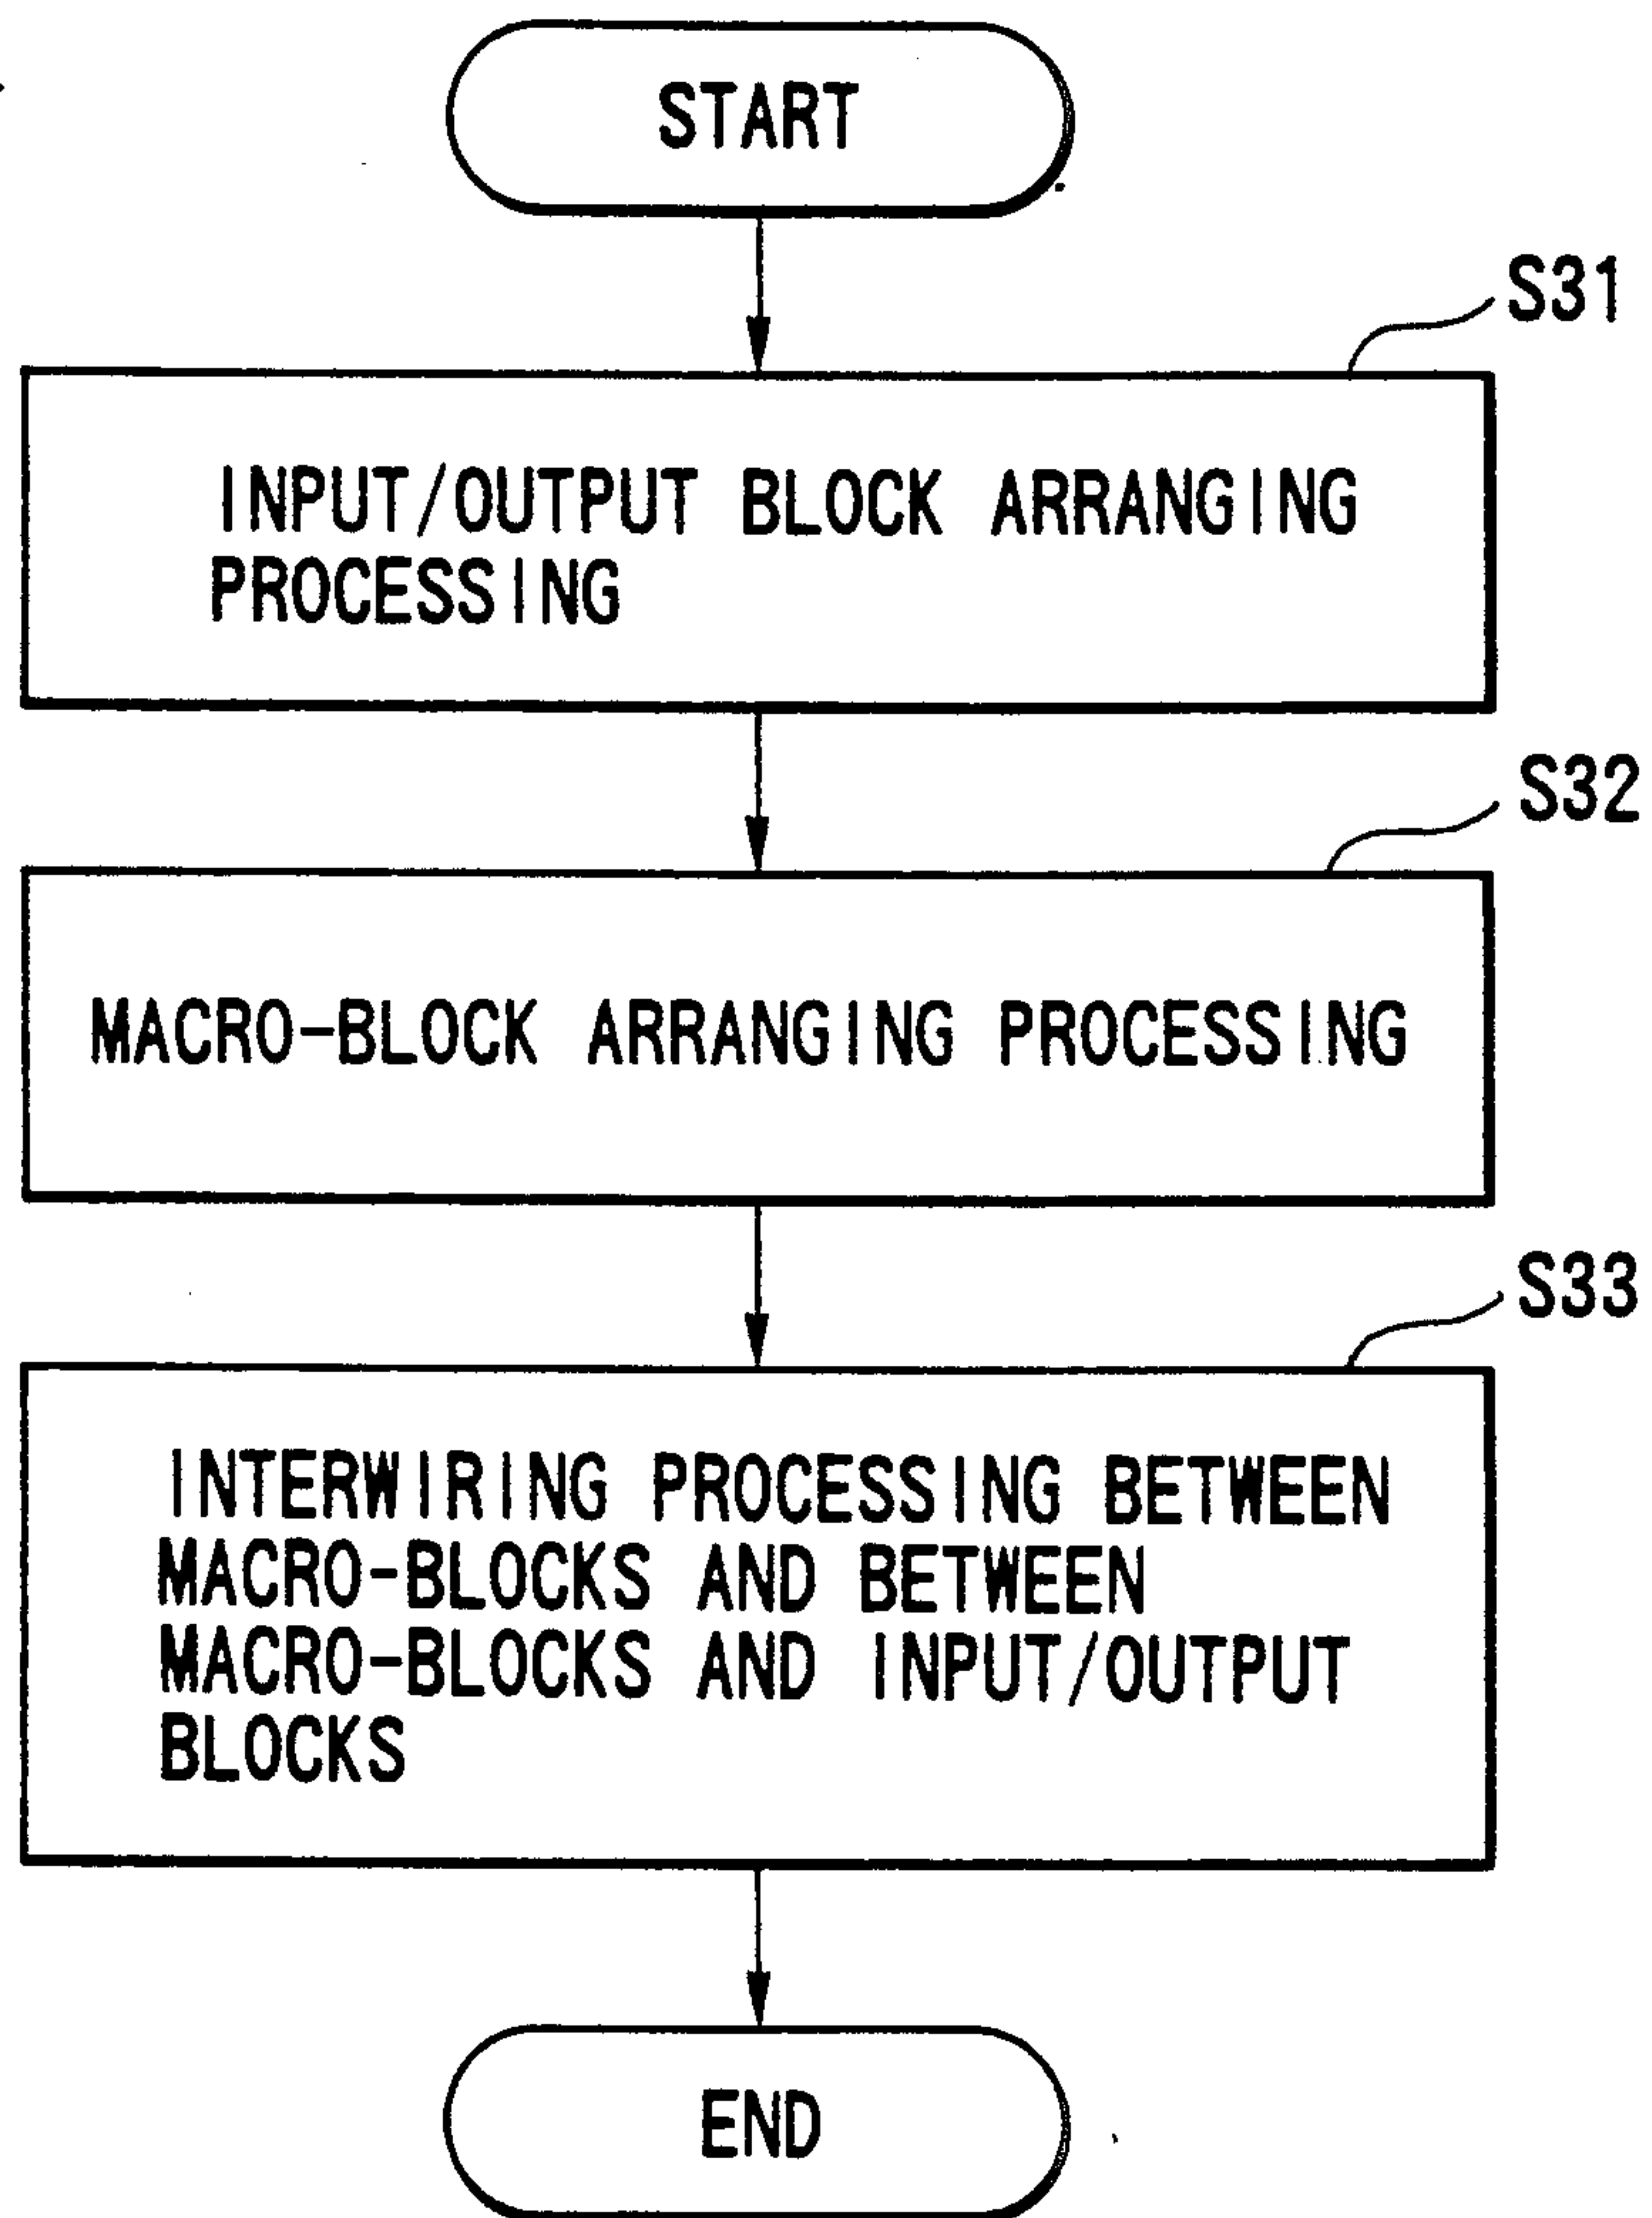 START
S31
INPUT/OUTPUT BLOCK ARRANGING
PROCESSING
S32
MACRO-BLOCK ARRANGING PROCESSING
S33
INTERWIRING PROCESSING BETWEEN
MACRO-BLOCKS AND BETWEEN
MACRO-BLOCKS AND INPUT/OUTPUT
BLOCKS
END